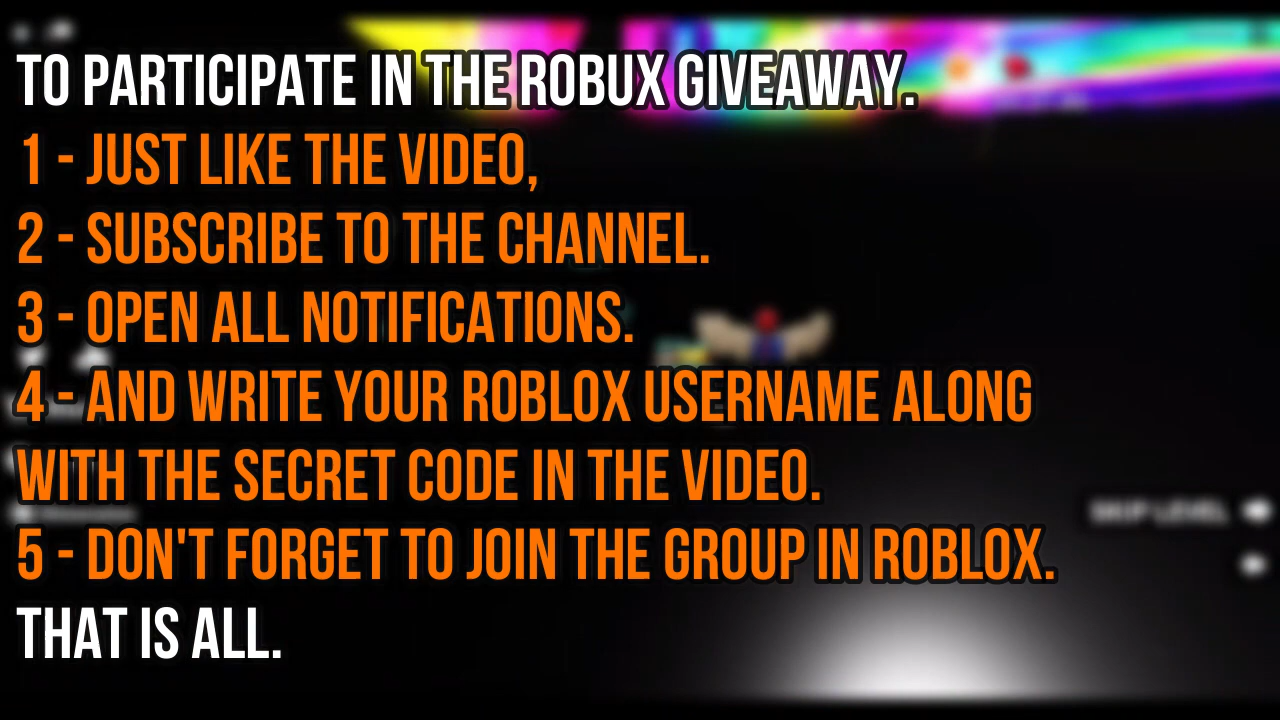 TO PARTICIPATE IN THE ROBUX GIVEAWAY.
1 - JUST LIKE THE VIDEO,
2 - SUBSCRIBE TO THE CHANNEL.
3 - OPEN ALL NOTIFICATIONS.
4 - AND WRITE YOUR ROBLOX USERNAME ALONG
WITH THE SECRET CODE IN THE VIDEO.
SKIP LEVEL
5 - DON'T FORGET TO JOIN THE GROUP IN ROBLOX.
THAT IS ALL.